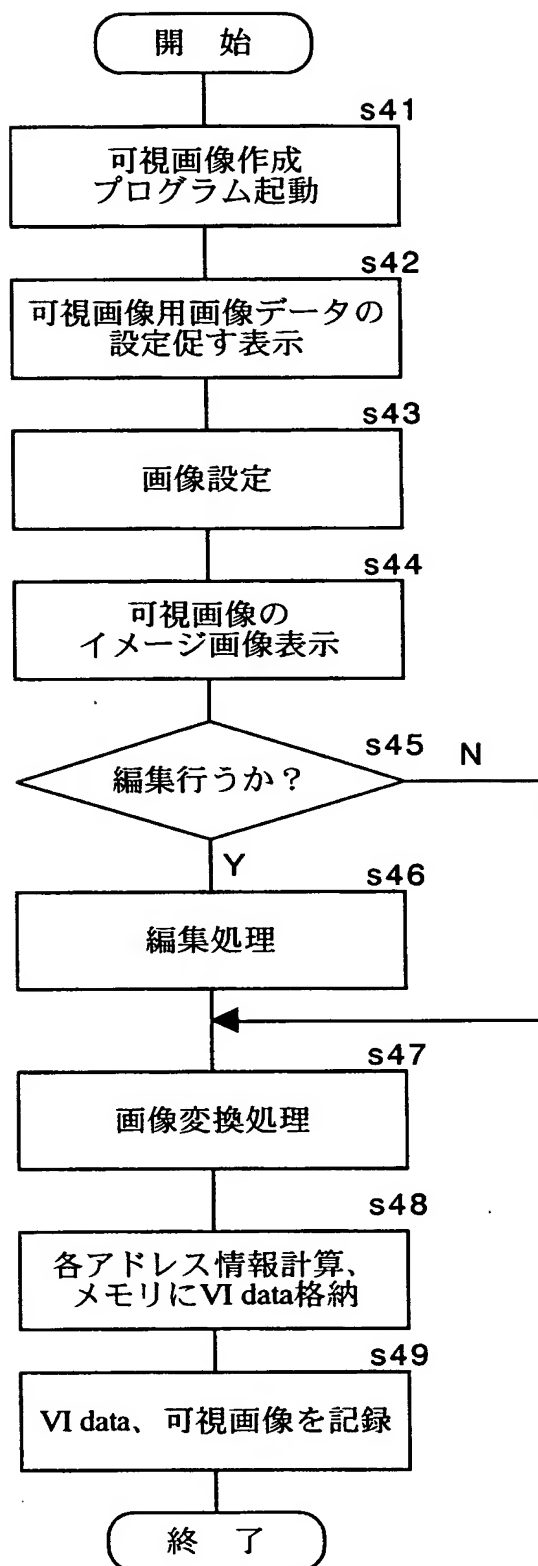 開 始
s41
可視画像作成
プログラム起動
s42
可視画像用画像データの
設定促す表示
s43
画像設定
s44
可視画像の
イメージ画像表示
s45
編集行うか？
N
Y
s46
編集処理
s47
画像変換処理
s48
各アドレス情報計算、
メモリにVI data格納
s49
VI data、可視画像を記録
終 了